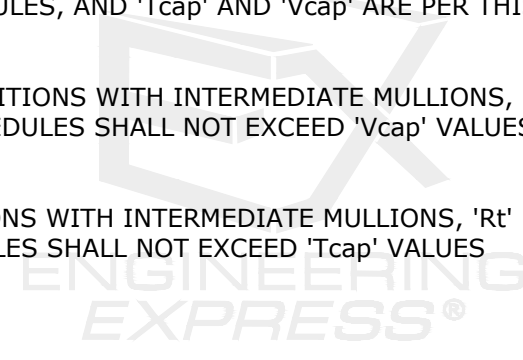 ULES, AND 'Tcap' AND 'Vcap' ARE PER THI
ITIONS WITH INTERMEDIATE MULLIONS,
EDULES SHALL NOT EXCEED 'Vcap' VALUES
ONS WITH INTERMEDIATE MULLIONS, 'Rt'
LES SHALL NOT EXCEED 'Tcap' VALUES
ENGINEERING
EXPRESS®